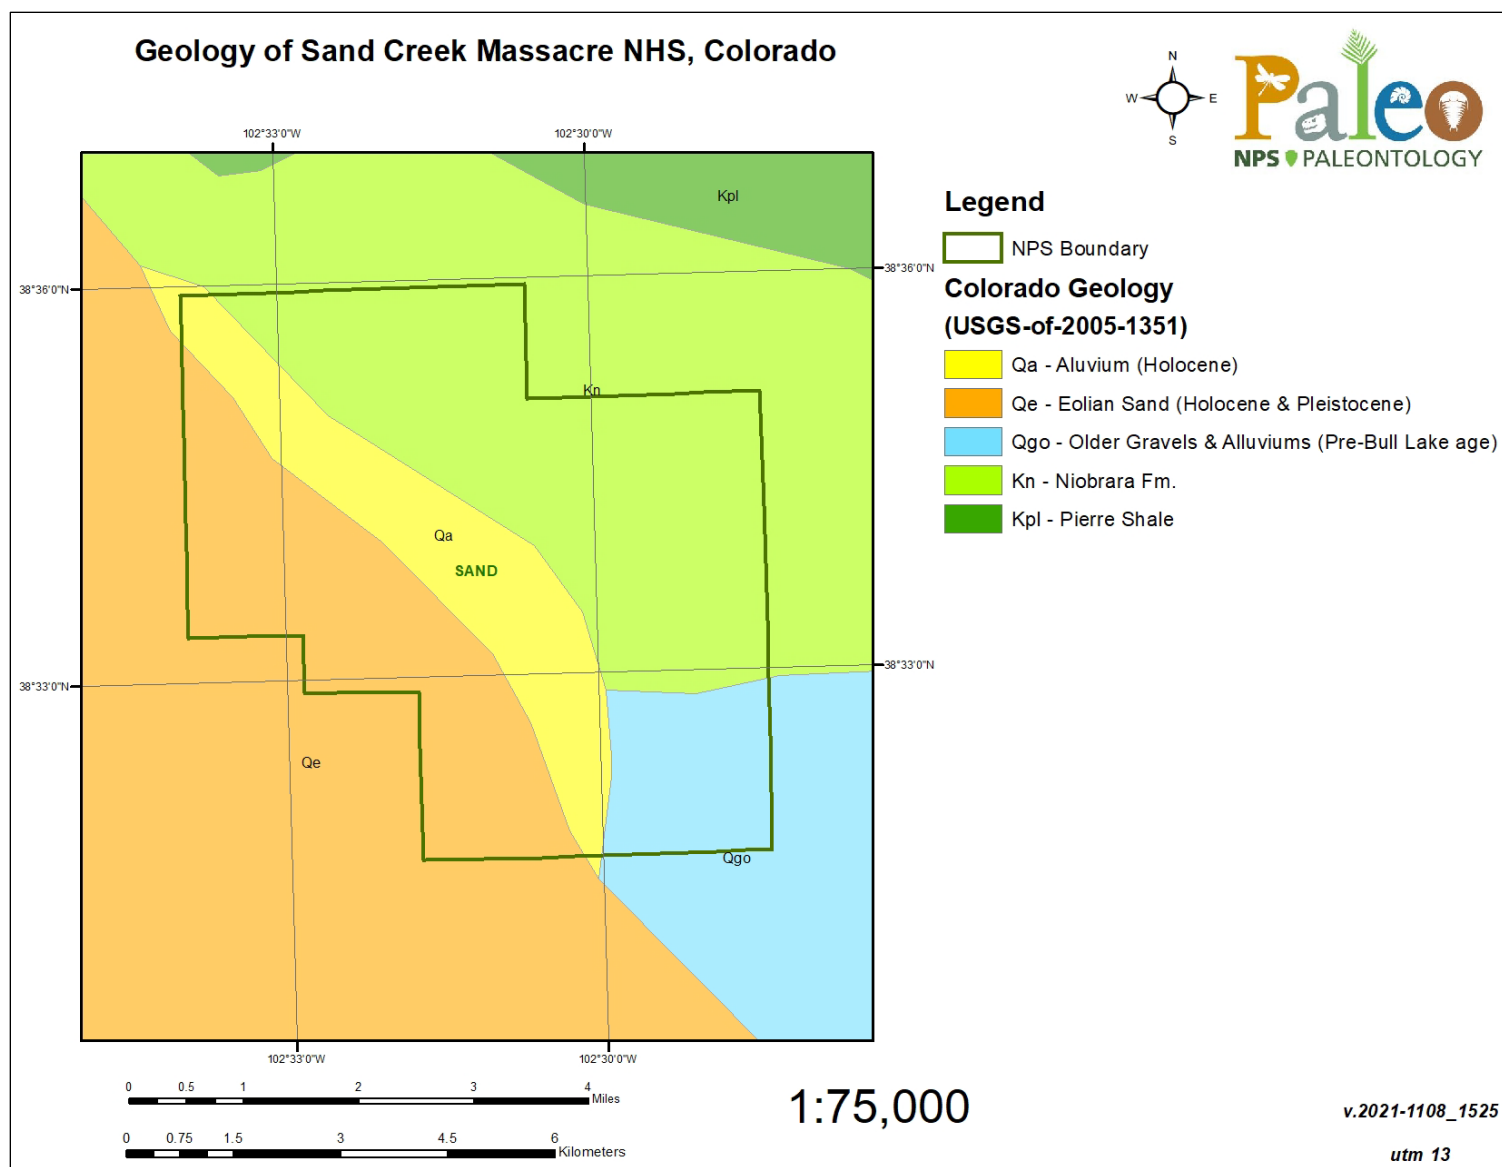 Geology of Sand Creek Massacre NHS, Colorado
N
W E
S
Paleo
NPS PALEONTOLOGY
102°33'0"W 102°30'0"W
Kpl
38°36'0"N 38°36'0"N
Kn
Qa
SAND
38°33'0"N 38°33'0"N
Qe
Qgo
102°33'0"W 102°30'0"W
Legend
NPS Boundary
Colorado Geology
(USGS-of-2005-1351)
Qa - Aluvium (Holocene)
Qe - Eolian Sand (Holocene & Pleistocene)
Qgo - Older Gravels & Alluviums (Pre-Bull Lake age)
Kn - Niobrara Fm.
Kpl - Pierre Shale
0 0.5 1 2 3 4
Miles
0 0.75 1.5 3 4.5 6
Kilometers
1:75,000
v.2021-1108_1525
utm 13